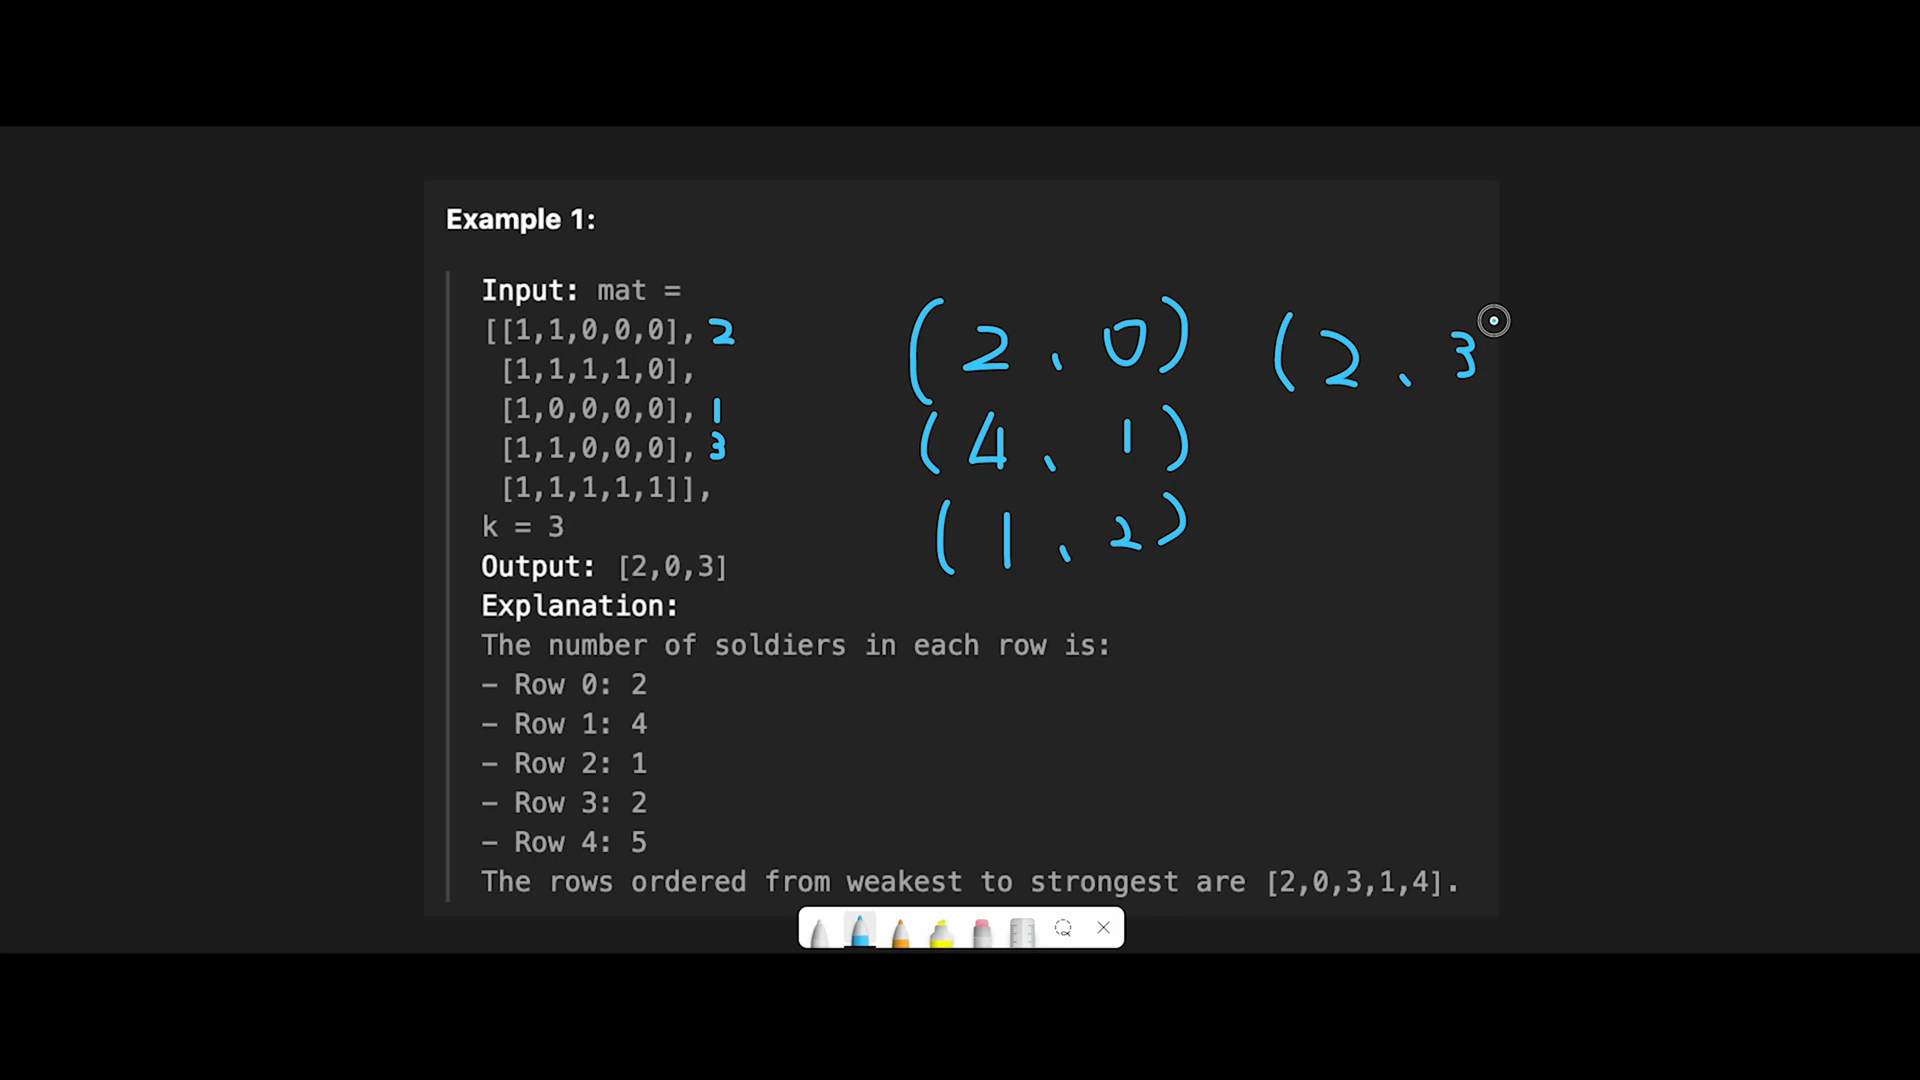 Example 1:
Input: mat =
[[1,1,0,0,0], 2
[1,1,1,1,0],
[1,0,0,0,0], 1
[1,1,0,0,0], 3
[1,1,1,1,1]],
k = 3
Output: [2,0,3]
Explanation:
The number of soldiers in each row is:
- Row 0: 2
- Row 1: 4
- Row 2: 1
- Row 3: 2
- Row 4: 5
The rows ordered from weakest to strongest are [2,0,3,1,4].
(2, 0) (2, 3
(4, 1)
(1, 2)